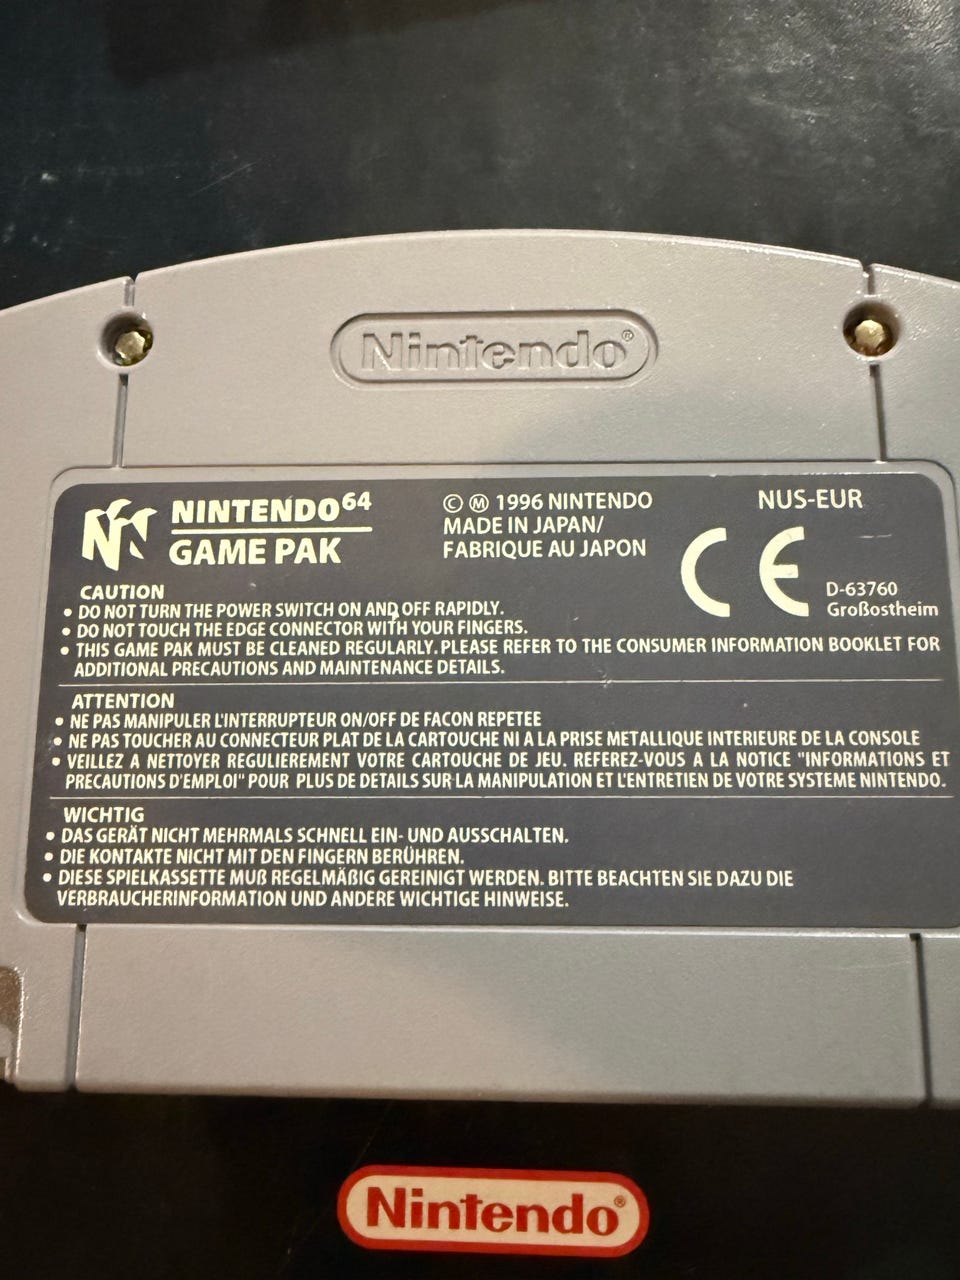 Nintendo®
NINTENDO64
GAME PAK
© Ⓜ 1996 NINTENDO
MADE IN JAPAN/
FABRIQUE AU JAPON
NUS-EUR
CE
D-63760
Großostheim
CAUTION
• DO NOT TURN THE POWER SWITCH ON AND OFF RAPIDLY.
• DO NOT TOUCH THE EDGE CONNECTOR WITH YOUR FINGERS.
• THIS GAME PAK MUST BE CLEANED REGULARLY. PLEASE REFER TO THE CONSUMER INFORMATION BOOKLET FOR
ADDITIONAL PRECAUTIONS AND MAINTENANCE DETAILS.
ATTENTION
• NE PAS MANIPULER L'INTERRUPTEUR ON/OFF DE FACON REPETEE
• NE PAS TOUCHER AU CONNECTEUR PLAT DE LA CARTOUCHE NI A LA PRISE METALLIQUE INTERIEURE DE LA CONSOLE
• VEILLEZ A NETTOYER REGULIEREMENT VOTRE CARTOUCHE DE JEU. REFEREZ-VOUS A LA NOTICE "INFORMATIONS ET
PRECAUTIONS D'EMPLOI" POUR PLUS DE DETAILS SUR LA MANIPULATION ET L'ENTRETIEN DE VOTRE SYSTEME NINTENDO.
WICHTIG
• DAS GERÄT NICHT MEHRMALS SCHNELL EIN- UND AUSSCHALTEN.
• DIE KONTAKTE NICHT MIT DEN FINGERN BERÜHREN.
• DIESE SPIELKASSETTE MUß REGELMÄßIG GEREINIGT WERDEN. BITTE BEACHTEN SIE DAZU DIE
VERBRAUCHERINFORMATION UND ANDERE WICHTIGE HINWEISE.
Nintendo®